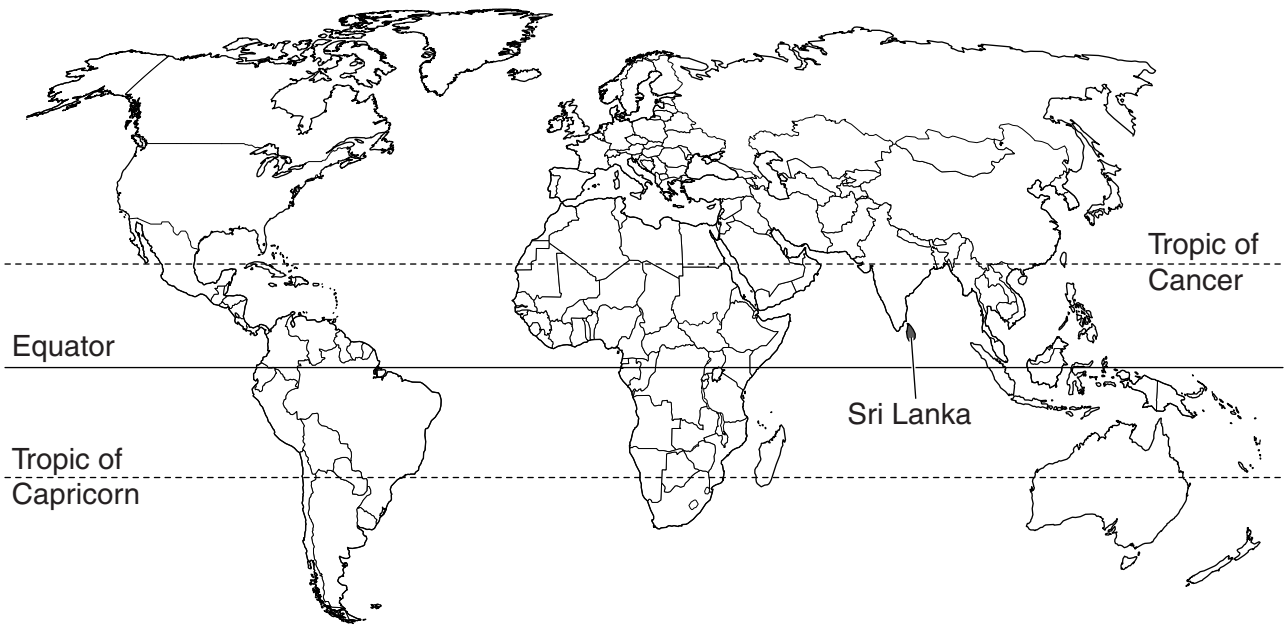 Tropic of
Cancer
Equator
Sri Lanka
Tropic of
Capricorn